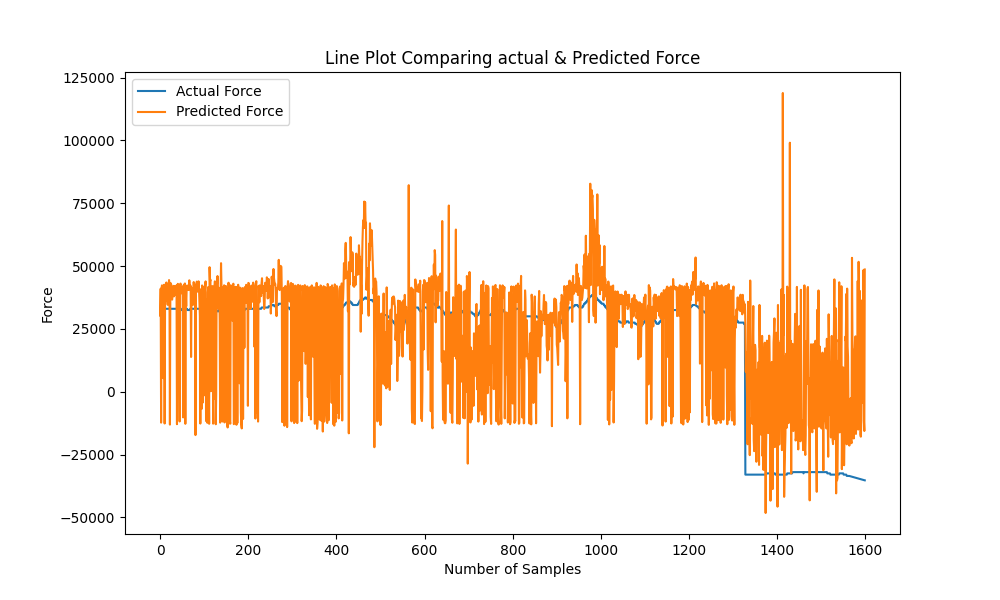 Line Plot Comparing actual & Predicted Force
Actual Force
Predicted Force
125000
100000
75000
50000
25000
0
−25000
−50000
Force
0 200 400 600 800 1000 1200 1400 1600
Number of Samples